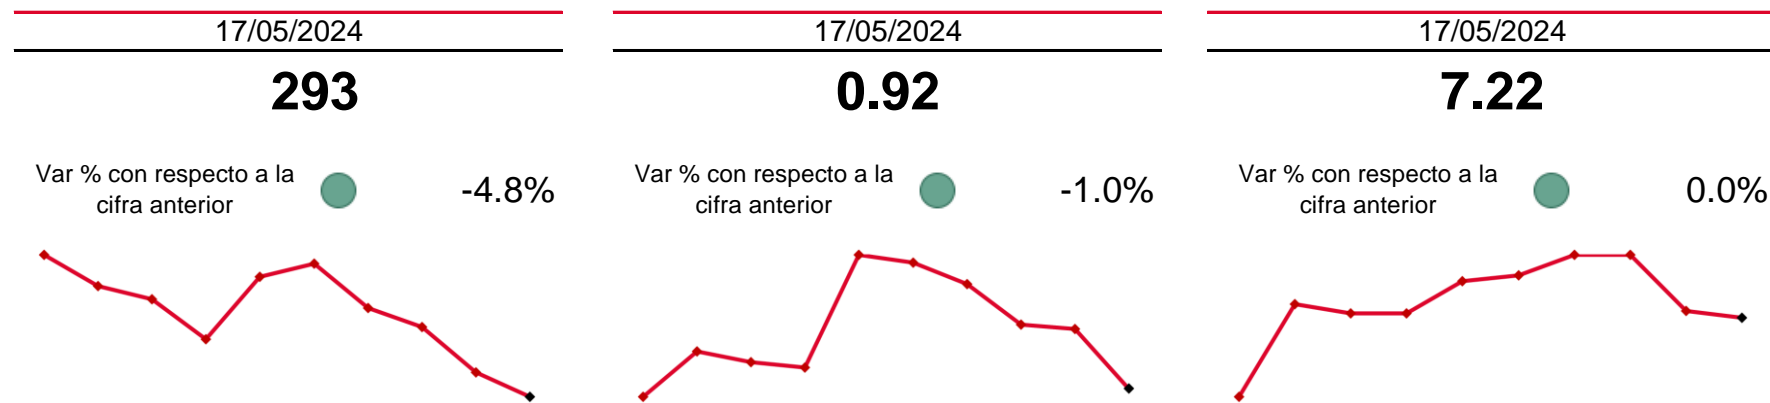 17/05/2024
293
Var % con respecto a la
cifra anterior
-4.8%
17/05/2024
0.92
Var % con respecto a la
cifra anterior
-1.0%
17/05/2024
7.22
Var % con respecto a la
cifra anterior
0.0%